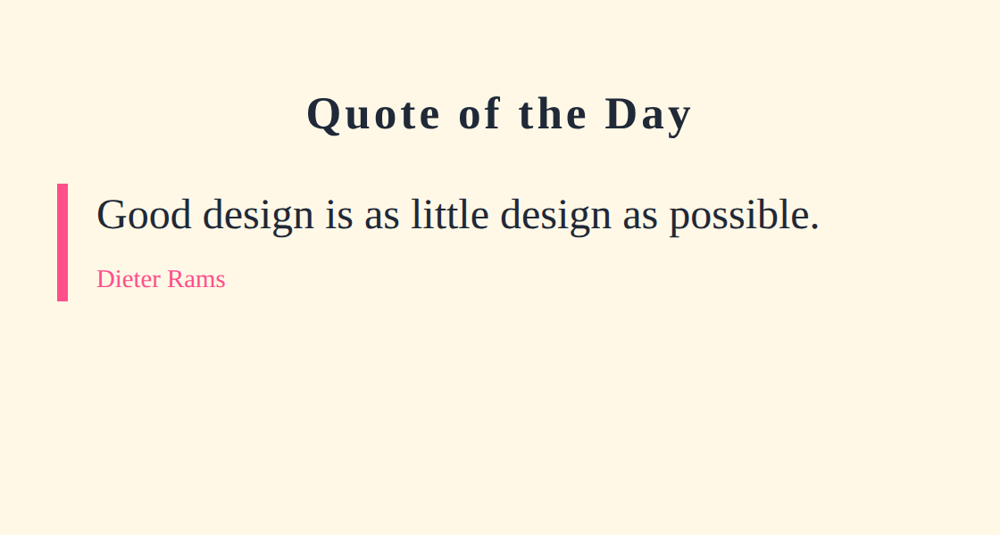 Quote of the Day
Good design is as little design as possible.
Dieter Rams